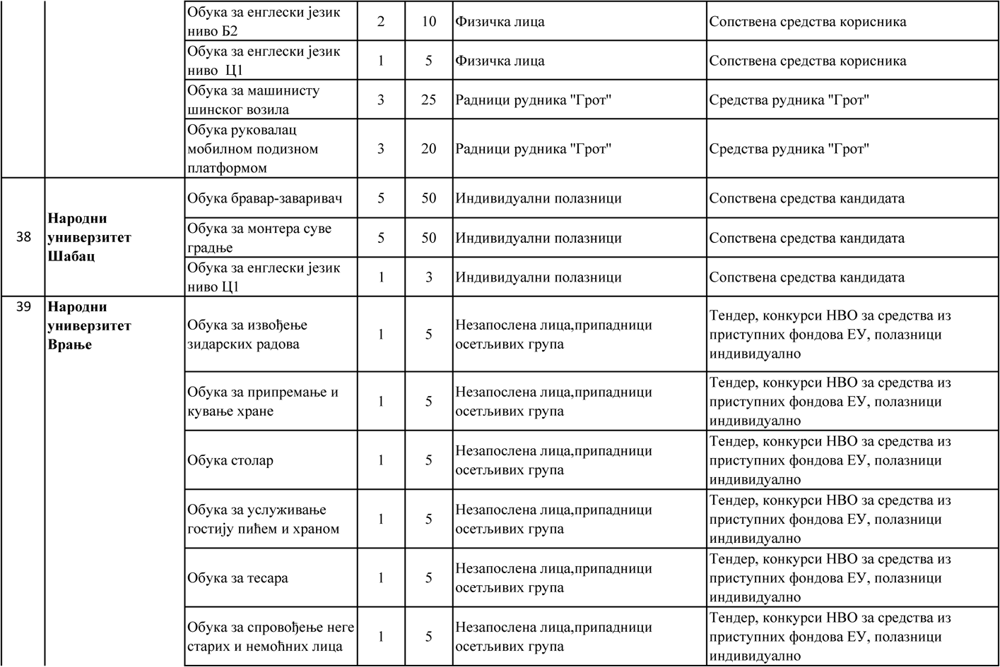 Обука за енглески језик
ниво Б2
2
10
Физичка лица
Сопствена средства корисника
Обука за енглески језик
ниво  Ц1
1
5
Физичка лица
Сопствена средства корисника
Обука за машинисту
шинског возила
3
25
Радници рудника "Грот"
Средства рудника "Грот"
Обука руковалац
мобилном подизном
платформом
3
20
Радници рудника "Грот"
Средства рудника "Грот"
38
Народни
универзитет
Шабац
Обука бравар-заваривач
5
50
Индивидуални полазници
Сопствена средства кандидата
Обука за монтера суве
градње
5
50
Индивидуални полазници
Сопствена средства кандидата
Обука за енглески језик
ниво Ц1
1
3
Индивидуални полазници
Сопствена средства кандидата
39
Народни
универзитет
Врање
Обука за извођење
зидарских радова
1
5
Незапослена лица,припадници
осетљивих група
Тендер, конкурси НВО за средства из
приступних фондова ЕУ, полазници
индивидуално
Обука за припремање и
кување хране
1
5
Незапослена лица,припадници
осетљивих група
Тендер, конкурси НВО за средства из
приступних фондова ЕУ, полазници
индивидуално
Обука столар
1
5
Незапослена лица,припадници
осетљивих група
Тендер, конкурси НВО за средства из
приступних фондова ЕУ, полазници
индивидуално
Обука за услуживање
гостију пићем и храном
1
5
Незапослена лица,припадници
осетљивих група
Тендер, конкурси НВО за средства из
приступних фондова ЕУ, полазници
индивидуално
Обука за тесара
1
5
Незапослена лица,припадници
осетљивих група
Тендер, конкурси НВО за средства из
приступних фондова ЕУ, полазници
индивидуално
Обука за спровођење неге
старих и немоћних лица
1
5
Незапослена лица,припадници
осетљивих група
Тендер, конкурси НВО за средства из
приступних фондова ЕУ, полазници
индивидуално